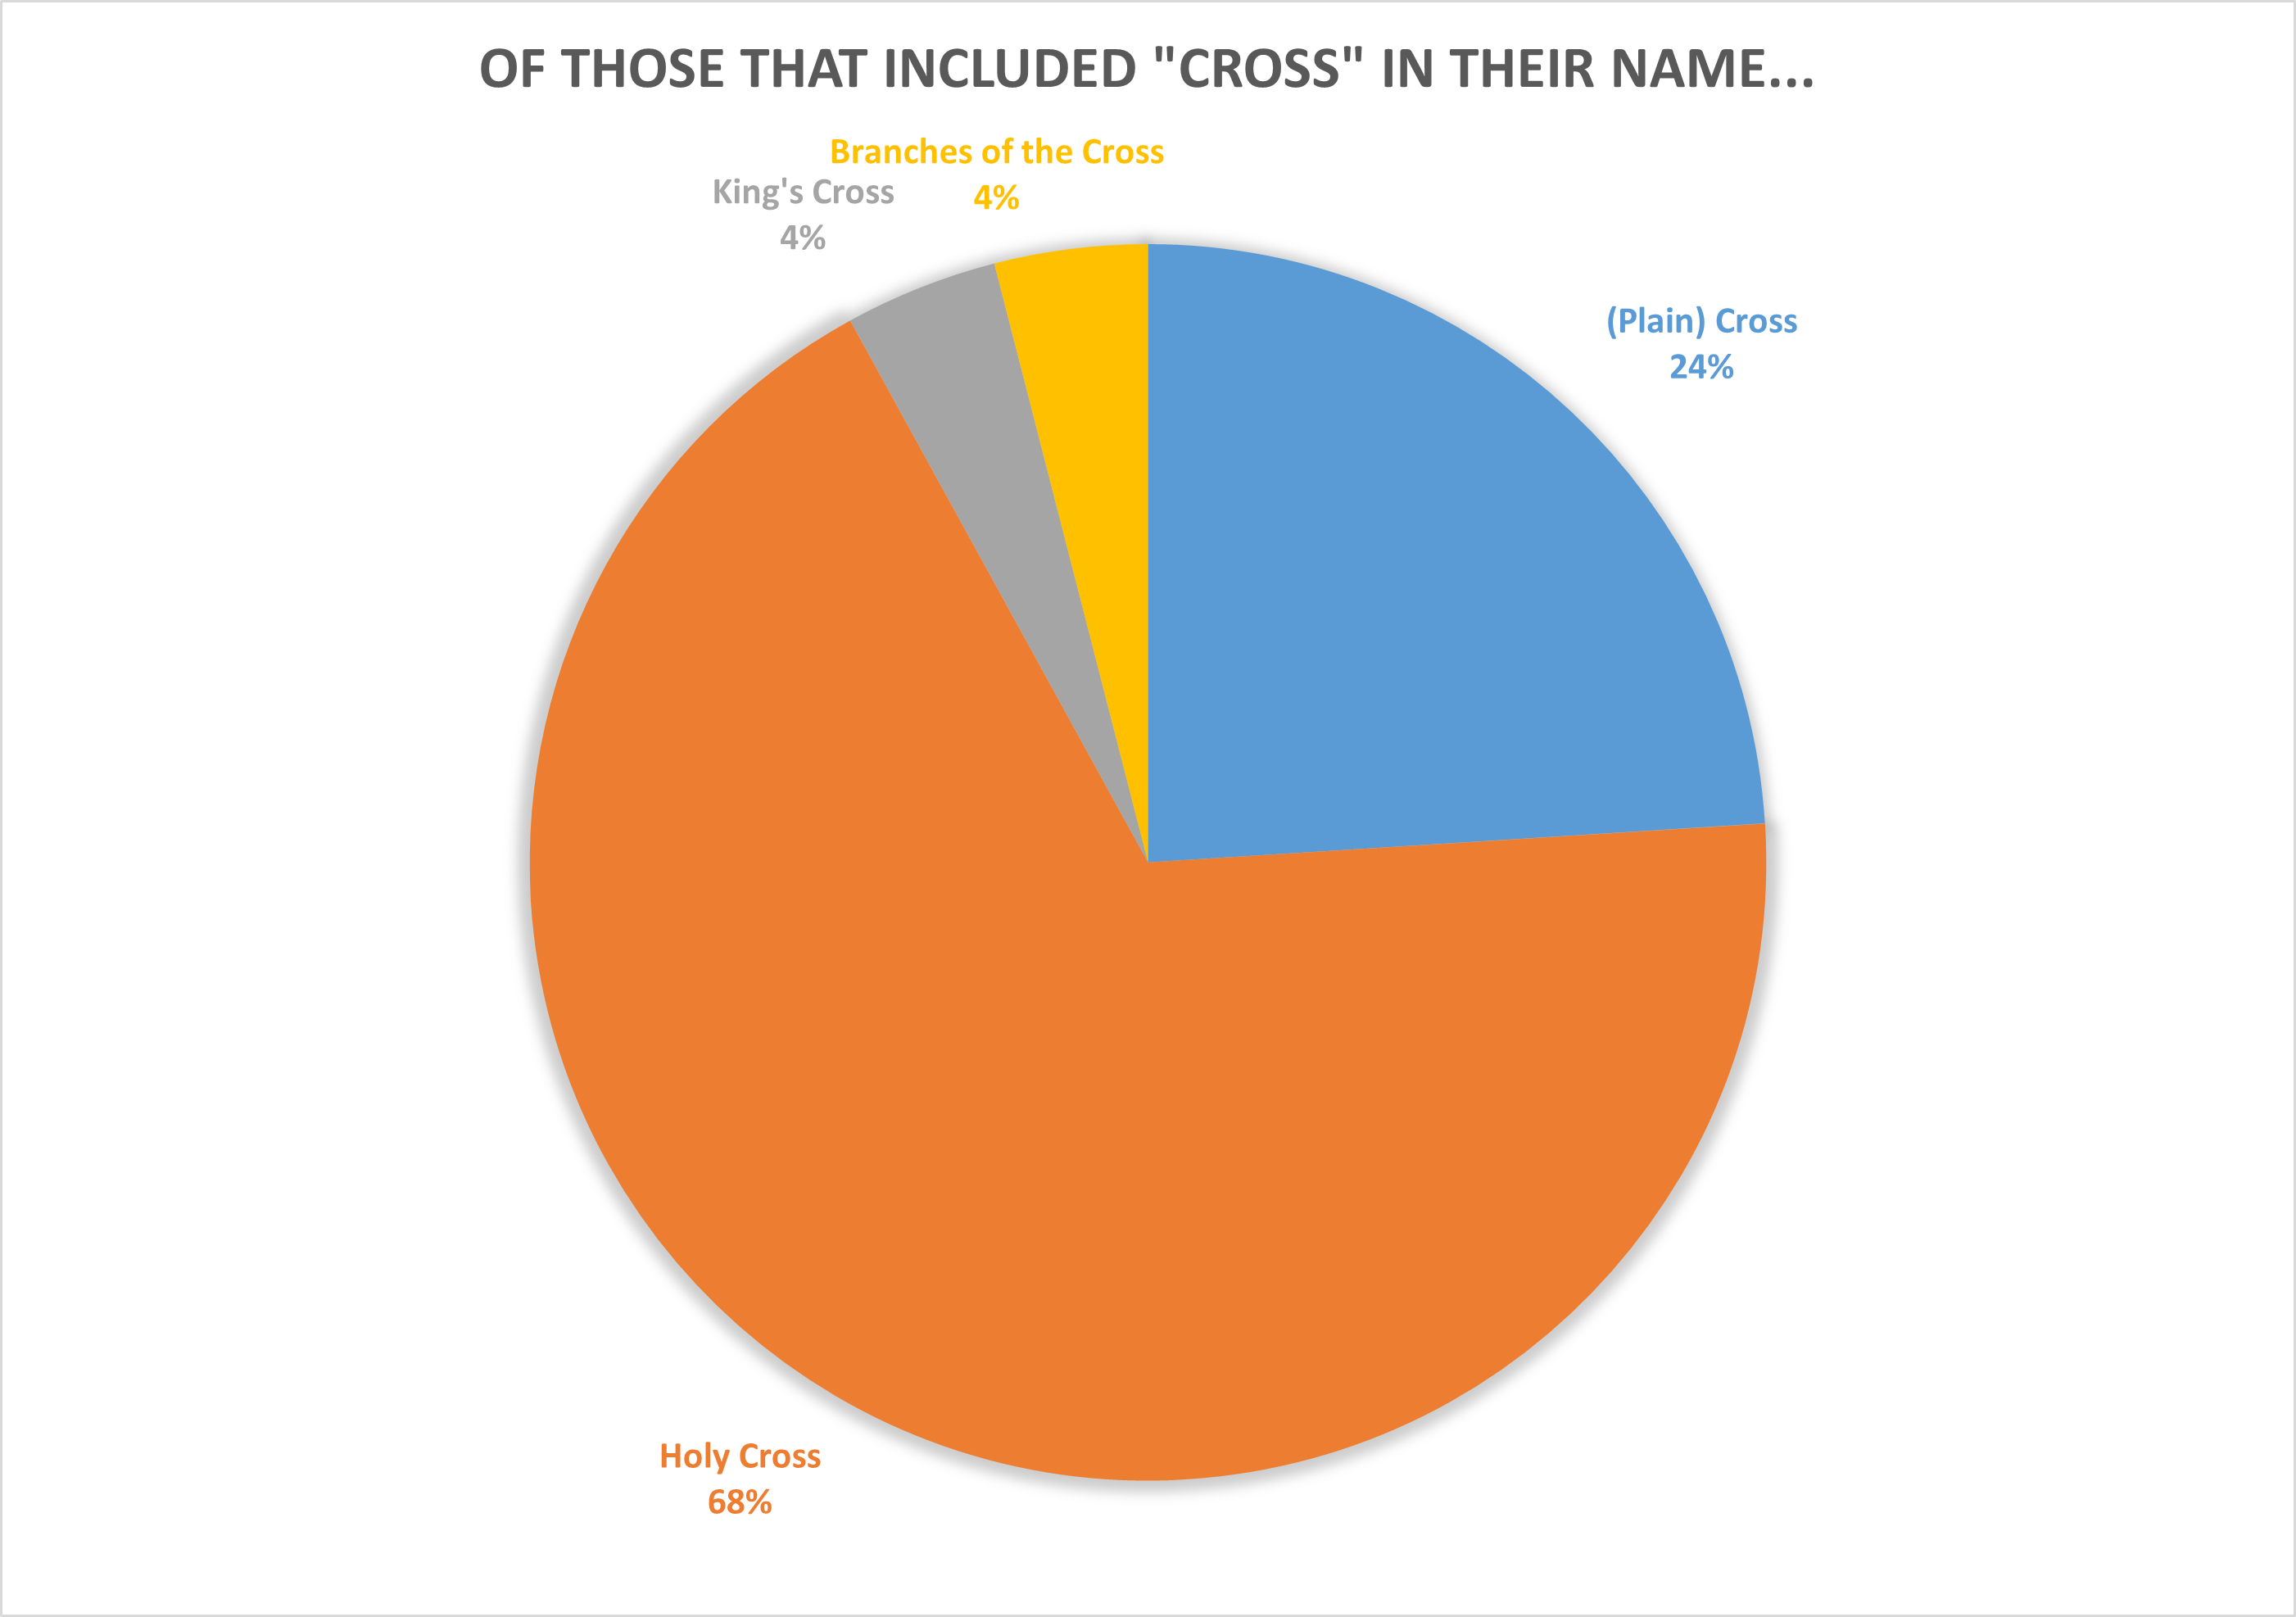 OF THOSE THAT INCLUDED "CROSS" IN THEIR NAME...
Branches of the Cross
4%
King's Cross
4%
(Plain) Cross
24%
Holy Cross
68%